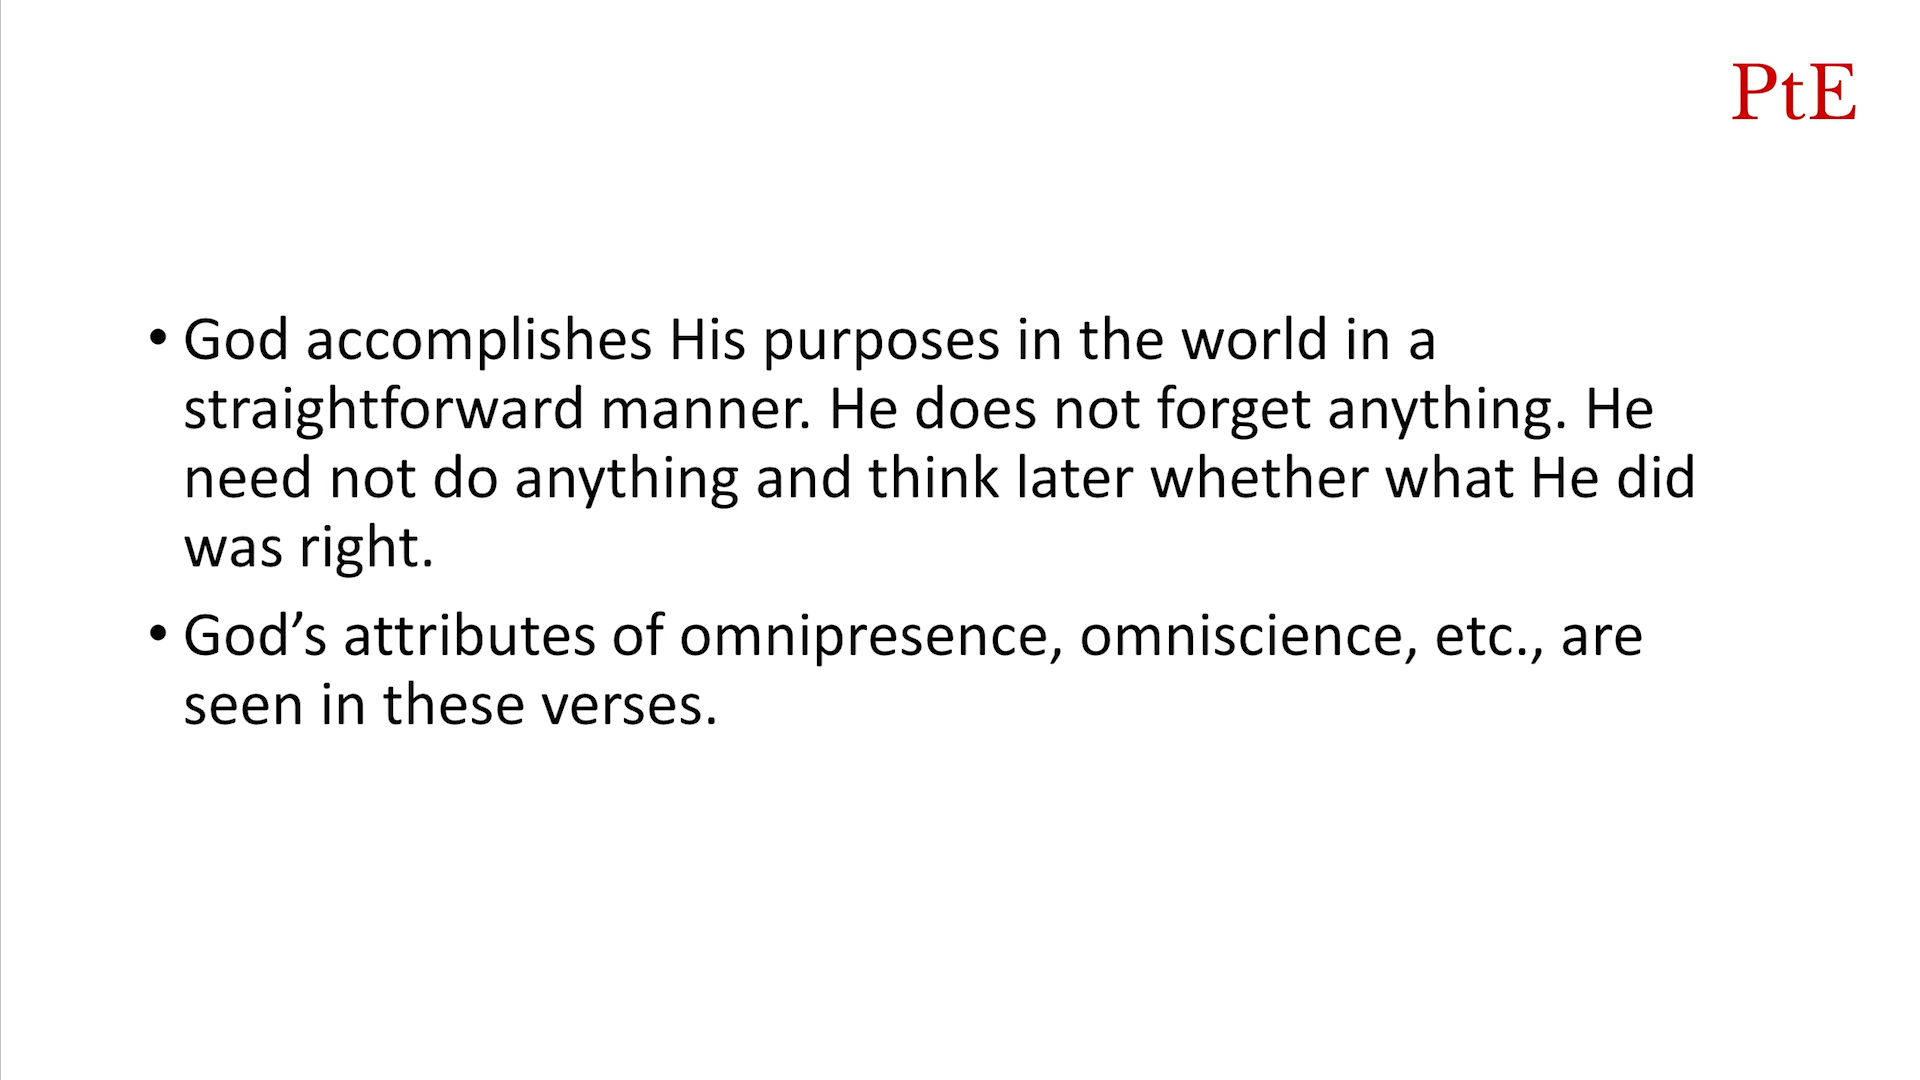 PtE
• God accomplishes His purposes in the world in a
straightforward manner. He does not forget anything. He
need not do anything and think later whether what He did
was right.
• God’s attributes of omnipresence, omniscience, etc., are
seen in these verses.